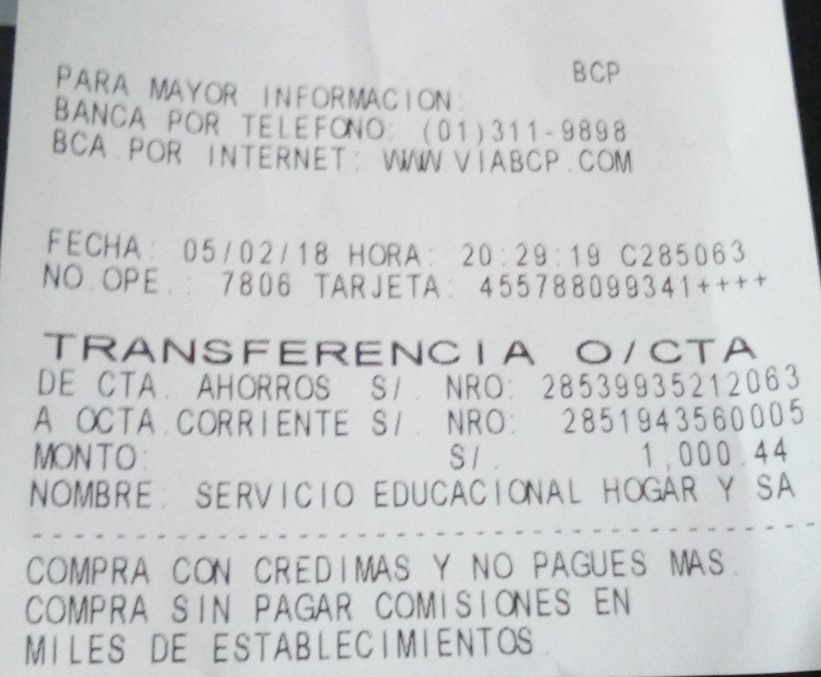 BCP
PARA MAYOR INFORMACION:
BANCA POR TELEFONO: (01)311-9898
BCA.POR INTERNET: WWW.VIABCP.COM
FECHA: 05/02/18 HORA: 20:29:19 C285063
NO.OPE.: 7806 TARJETA: 455788099341++++
TRANSFERENCIA O/CTA
DE CTA. AHORROS S/. NRO: 28539935212063
A OCTA.CORRIENTE S/. NRO: 2851943560005
MONTO: S/. 1,000.44
NOMBRE: SERVICIO EDUCACIONAL HOGAR Y SA
----------------------------------------
COMPRA CON CREDIMAS Y NO PAGUES MAS.
COMPRA SIN PAGAR COMISIONES EN
MILES DE ESTABLECIMIENTOS.